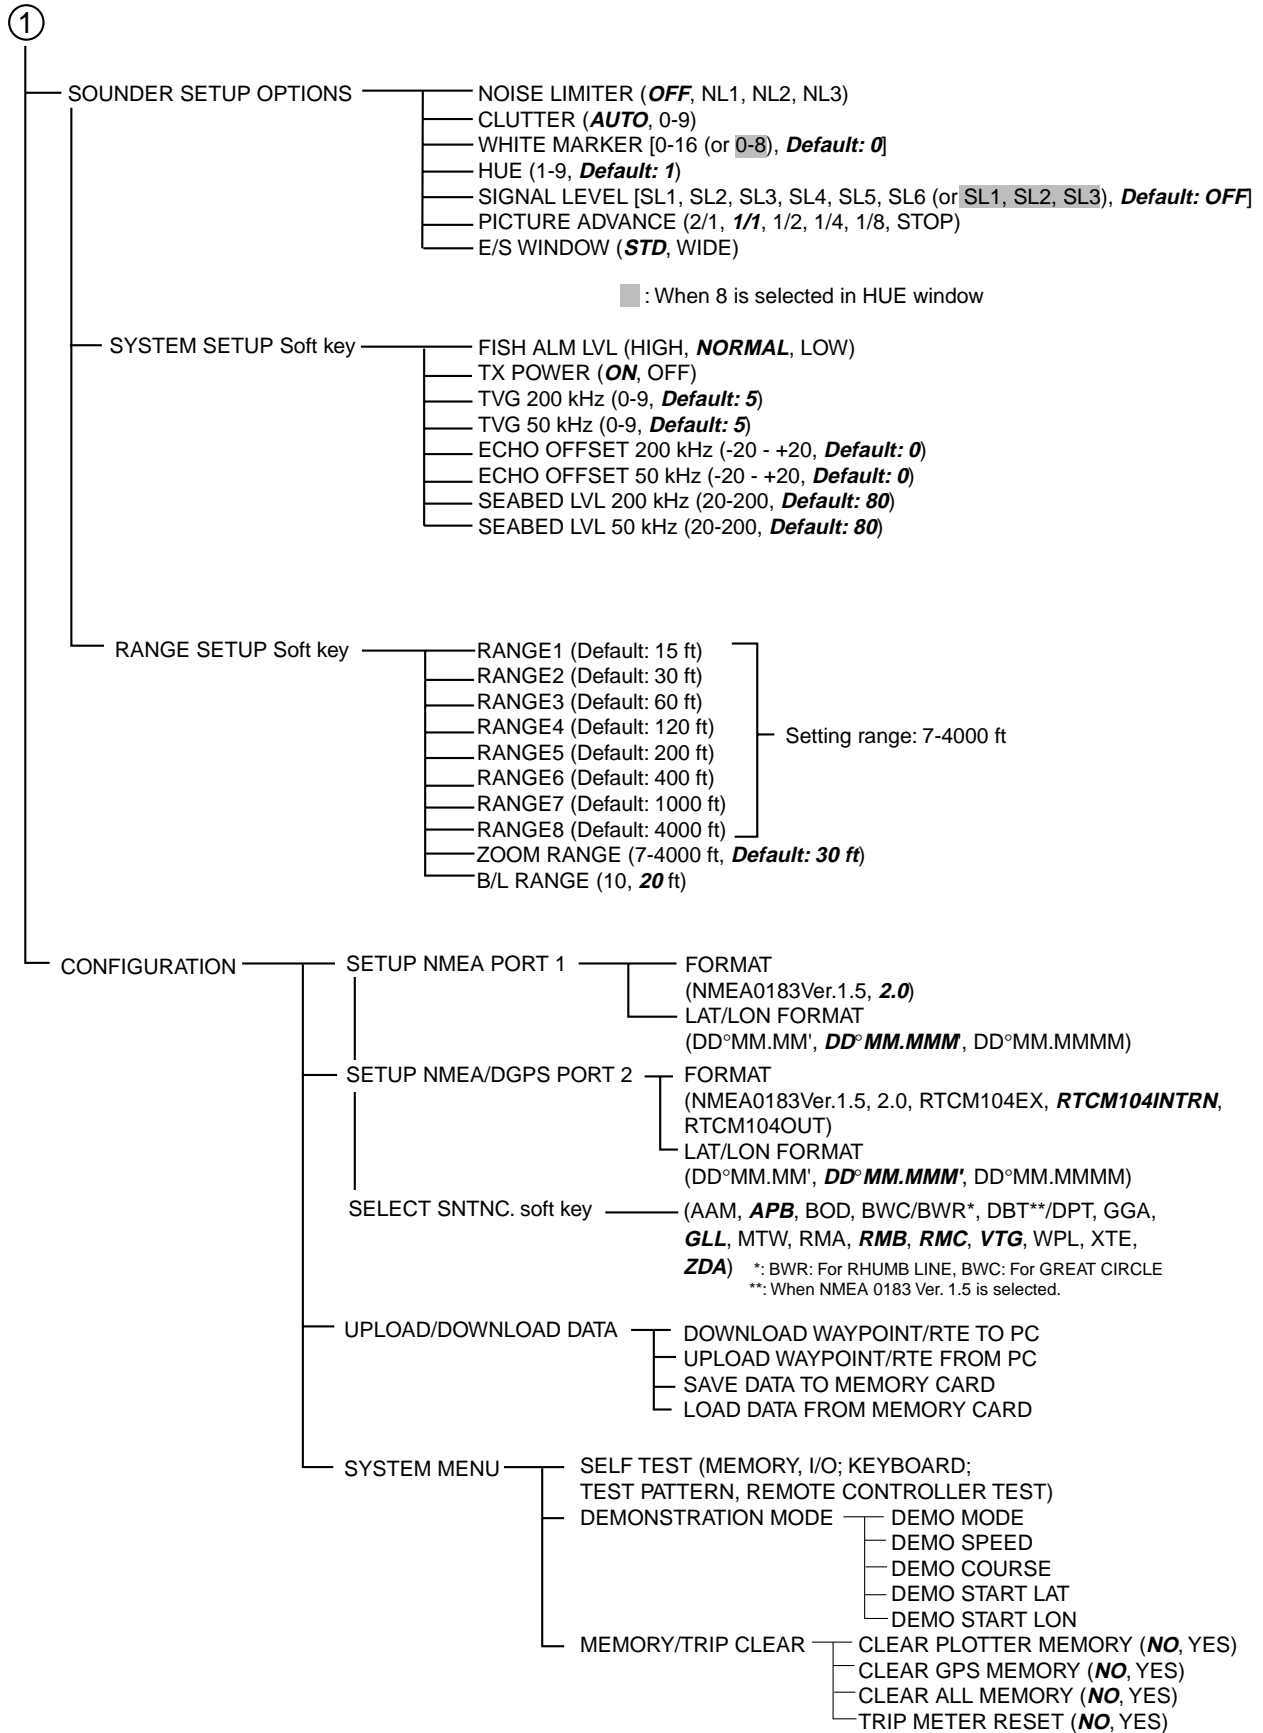 1
SOUNDER SETUP OPTIONS
NOISE LIMITER (OFF, NL1, NL2, NL3)
CLUTTER (AUTO, 0-9)
WHITE MARKER [0-16 (or 0-8), Default: 0]
HUE (1-9, Default: 1)
SIGNAL LEVEL [SL1, SL2, SL3, SL4, SL5, SL6 (or SL1, SL2, SL3), Default: OFF]
PICTURE ADVANCE (2/1, 1/1, 1/2, 1/4, 1/8, STOP)
E/S WINDOW (STD, WIDE)
: When 8 is selected in HUE window
SYSTEM SETUP Soft key
FISH ALM LVL (HIGH, NORMAL, LOW)
TX POWER (ON, OFF)
TVG 200 kHz (0-9, Default: 5)
TVG 50 kHz (0-9, Default: 5)
ECHO OFFSET 200 kHz (-20 - +20, Default: 0)
ECHO OFFSET 50 kHz (-20 - +20, Default: 0)
SEABED LVL 200 kHz (20-200, Default: 80)
SEABED LVL 50 kHz (20-200, Default: 80)
RANGE SETUP Soft key
RANGE1 (Default: 15 ft)
RANGE2 (Default: 30 ft)
RANGE3 (Default: 60 ft)
RANGE4 (Default: 120 ft)
RANGE5 (Default: 200 ft)
RANGE6 (Default: 400 ft)
RANGE7 (Default: 1000 ft)
RANGE8 (Default: 4000 ft)
Setting range: 7-4000 ft
ZOOM RANGE (7-4000 ft, Default: 30 ft)
B/L RANGE (10, 20 ft)
CONFIGURATION
SETUP NMEA PORT 1
FORMAT
(NMEA0183Ver.1.5, 2.0)
LAT/LON FORMAT
(DD°MM.MM', DD°MM.MMM', DD°MM.MMMM)
SETUP NMEA/DGPS PORT 2
FORMAT
(NMEA0183Ver.1.5, 2.0, RTCM104EX, RTCM104INTRN,
RTCM104OUT)
LAT/LON FORMAT
(DD°MM.MM', DD°MM.MMM', DD°MM.MMMM)
SELECT SNTNC. soft key
(AAM, APB, BOD, BWC/BWR*, DBT**/DPT, GGA,
GLL, MTW, RMA, RMB, RMC, VTG, WPL, XTE,
ZDA) *: BWR: For RHUMB LINE, BWC: For GREAT CIRCLE
**: When NMEA 0183 Ver. 1.5 is selected.
UPLOAD/DOWNLOAD DATA
DOWNLOAD WAYPOINT/RTE TO PC
UPLOAD WAYPOINT/RTE FROM PC
SAVE DATA TO MEMORY CARD
LOAD DATA FROM MEMORY CARD
SYSTEM MENU
SELF TEST (MEMORY, I/O; KEYBOARD;
TEST PATTERN, REMOTE CONTROLLER TEST)
DEMONSTRATION MODE
DEMO MODE
DEMO SPEED
DEMO COURSE
DEMO START LAT
DEMO START LON
MEMORY/TRIP CLEAR
CLEAR PLOTTER MEMORY (NO, YES)
CLEAR GPS MEMORY (NO, YES)
CLEAR ALL MEMORY (NO, YES)
TRIP METER RESET (NO, YES)